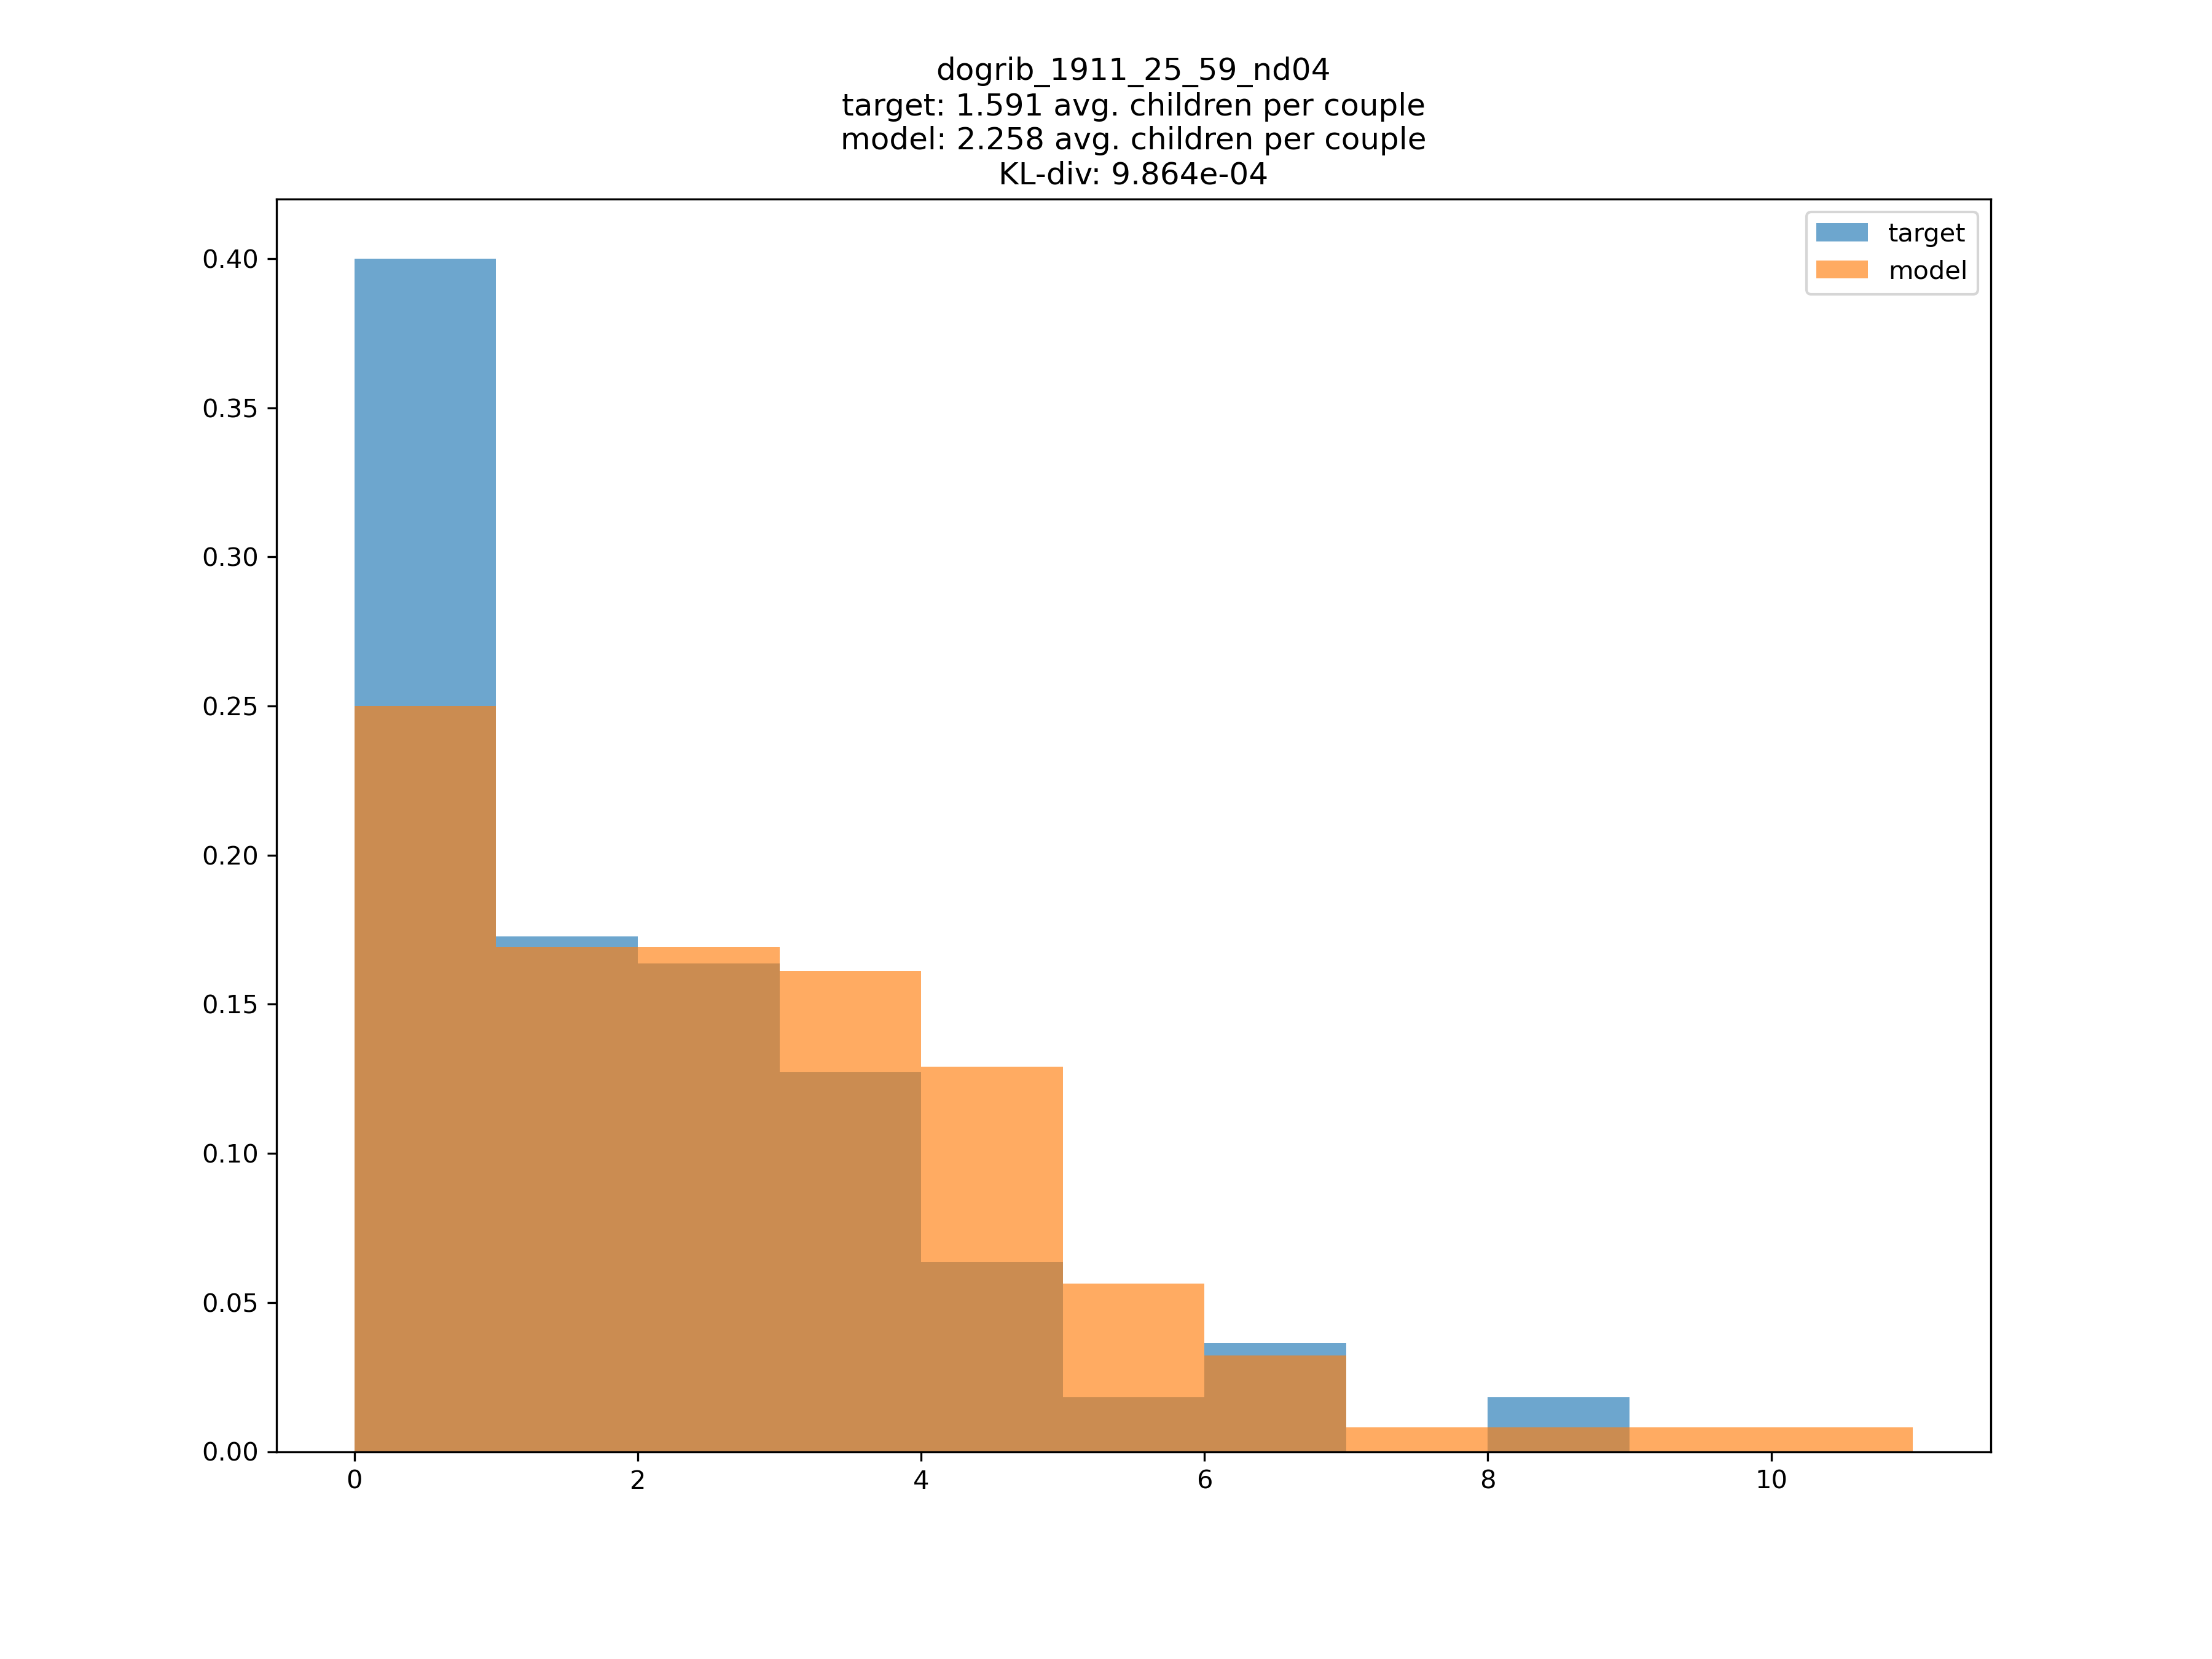 dogrib_1911_25_59_nd04
target: 1.591 avg. children per couple
model: 2.258 avg. children per couple
KL-div: 9.864e-04
target
model
0.40
0.35
0.30
0.25
0.20
0.15
0.10
0.05
0.00
0 2 4 6 8 10